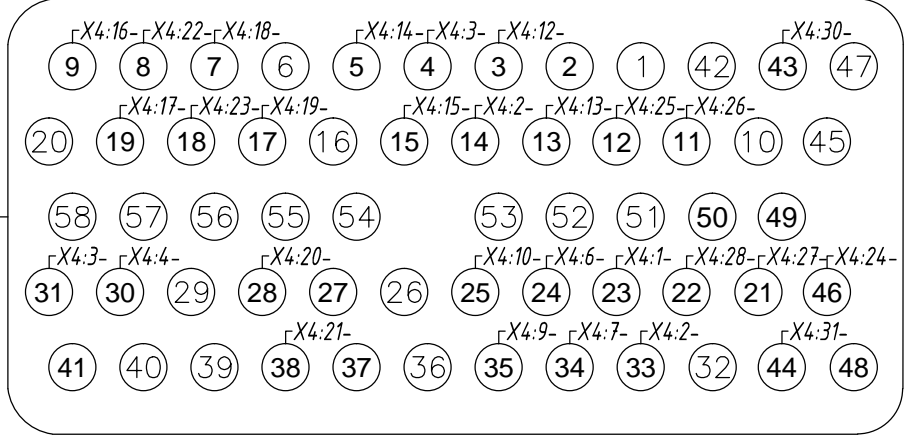 X4:16- X4:22- X4:18- X4:14- X4:3- X4:12- X4:30-
9 8 7 6 5 4 3 2 1 42 43 47
X4:17- X4:23- X4:19- X4:15- X4:2- X4:13- X4:25- X4:26-
20 19 18 17 16 15 14 13 12 11 10 45
58 57 56 55 54 53 52 51 50 49
X4:3- X4:4- X4:20- X4:10- X4:6- X4:1- X4:28- X4:27- X4:24-
31 30 29 28 27 26 25 24 23 22 21 46
X4:21- X4:9- X4:7- X4:2- X4:31-
41 40 39 38 37 36 35 34 33 32 44 48